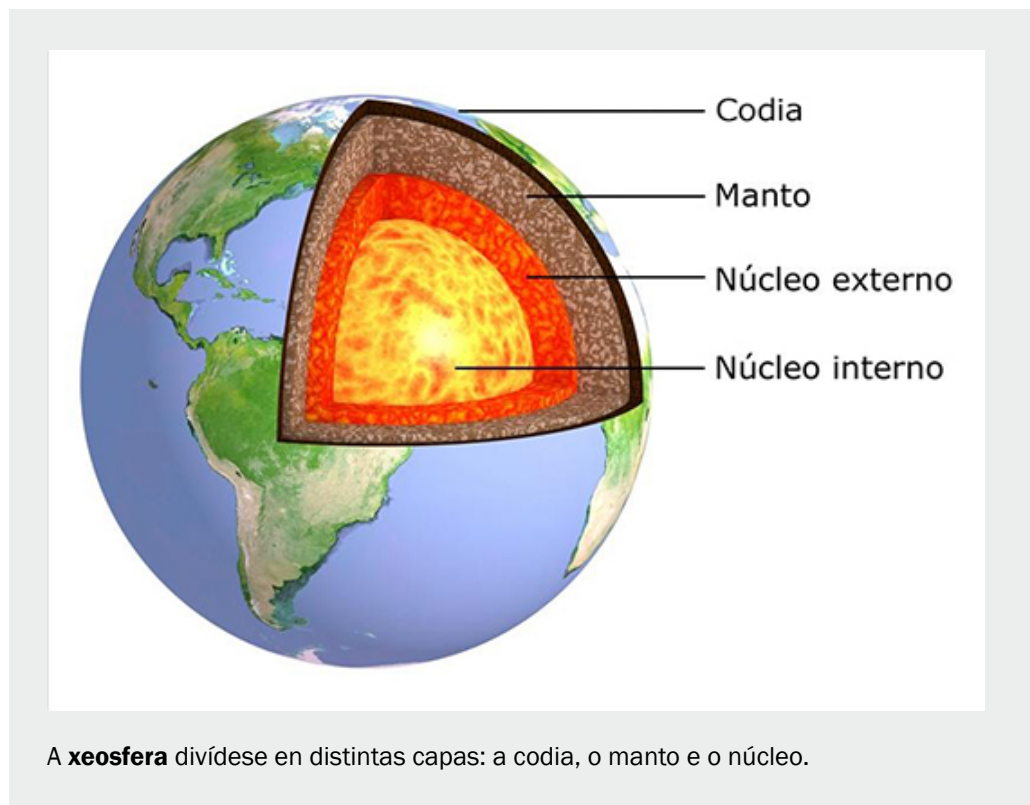 Codia
Manto
Núcleo externo
Núcleo interno
A xeosfera divídese en distintas capas: a codia, o manto e o núcleo.